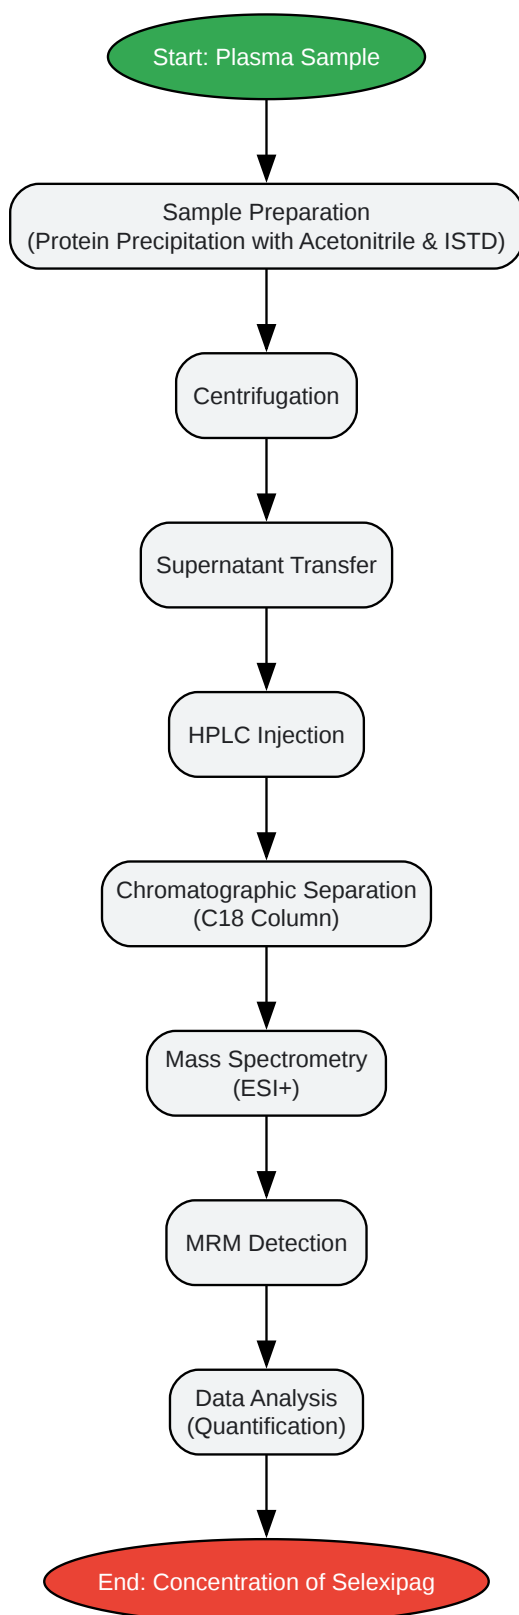 Start: Plasma Sample
Sample Preparation
(Protein Precipitation with Acetonitrile & ISTD)
Centrifugation
Supernatant Transfer
HPLC Injection
Chromatographic Separation
(C18 Column)
Mass Spectrometry
(ESI+)
MRM Detection
Data Analysis
(Quantification)
End: Concentration of Selexipag